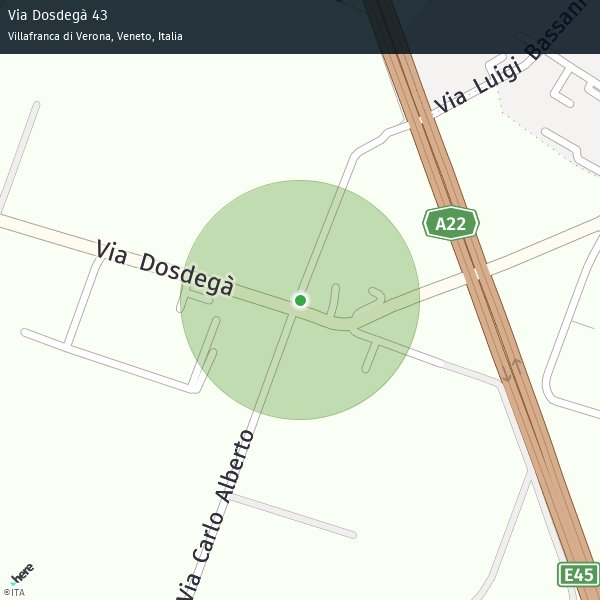 Via Dosdegà 43
Villafranca di Verona, Veneto, Italia
Via Luigi Bassani
A22
Via Dosdegà
Via Carlo Alberto
E45
here
©ITA